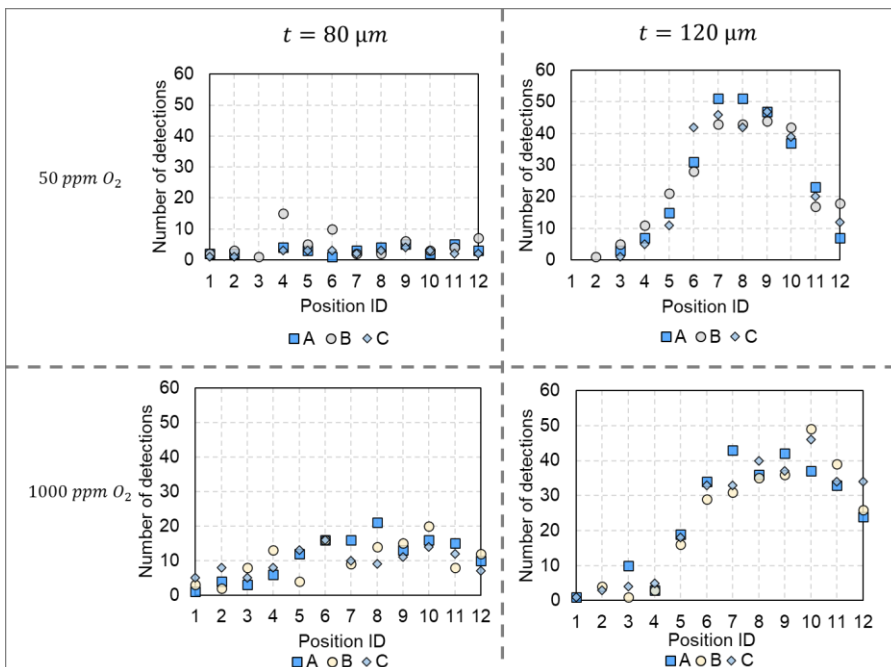 t = 80 μm
t = 120 μm
50 ppm O₂
Number of detections
60
50
40
30
20
10
0
1 2 3 4 5 6 7 8 9 10 11 12
Position ID
A B C
Number of detections
60
50
40
30
20
10
0
1 2 3 4 5 6 7 8 9 10 11 12
Position ID
A B C
1000 ppm O₂
Number of detections
60
50
40
30
20
10
0
1 2 3 4 5 6 7 8 9 10 11 12
Position ID
A B C
Number of detections
60
50
40
30
20
10
0
1 2 3 4 5 6 7 8 9 10 11 12
Position ID
A B C